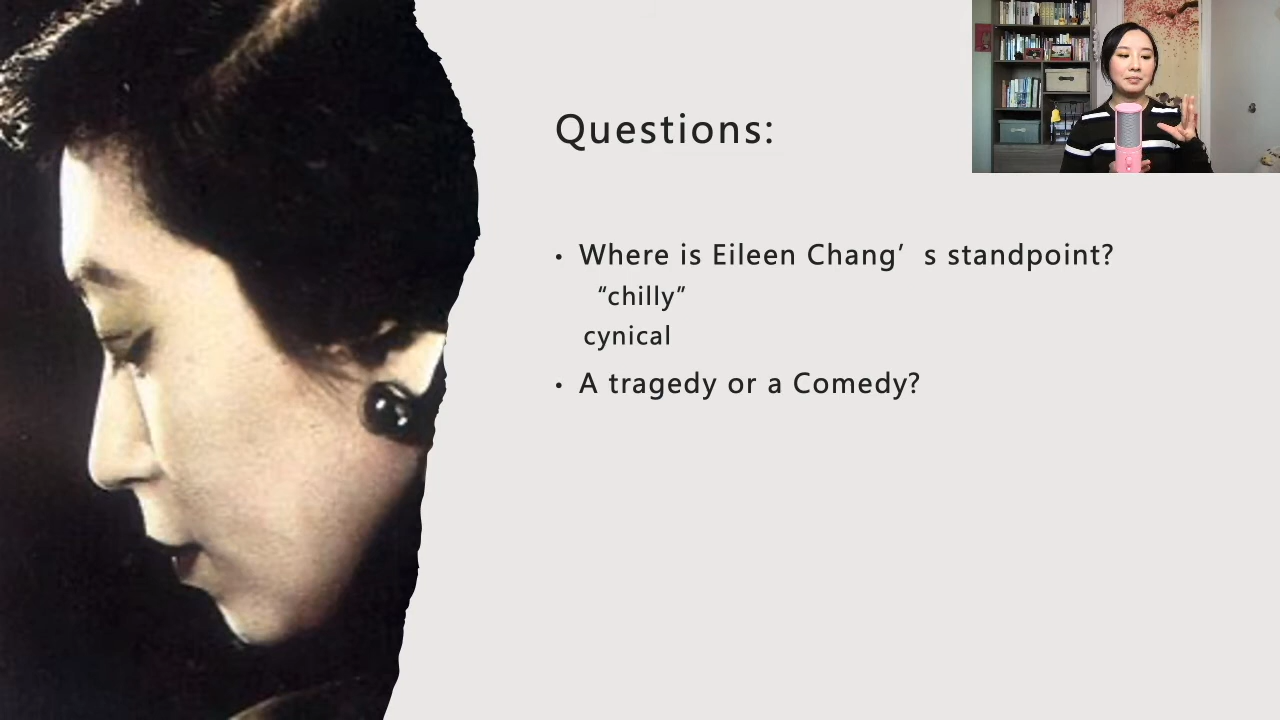 Questions:
• Where is Eileen Chang’ s standpoint?
“chilly”
cynical
• A tragedy or a Comedy?